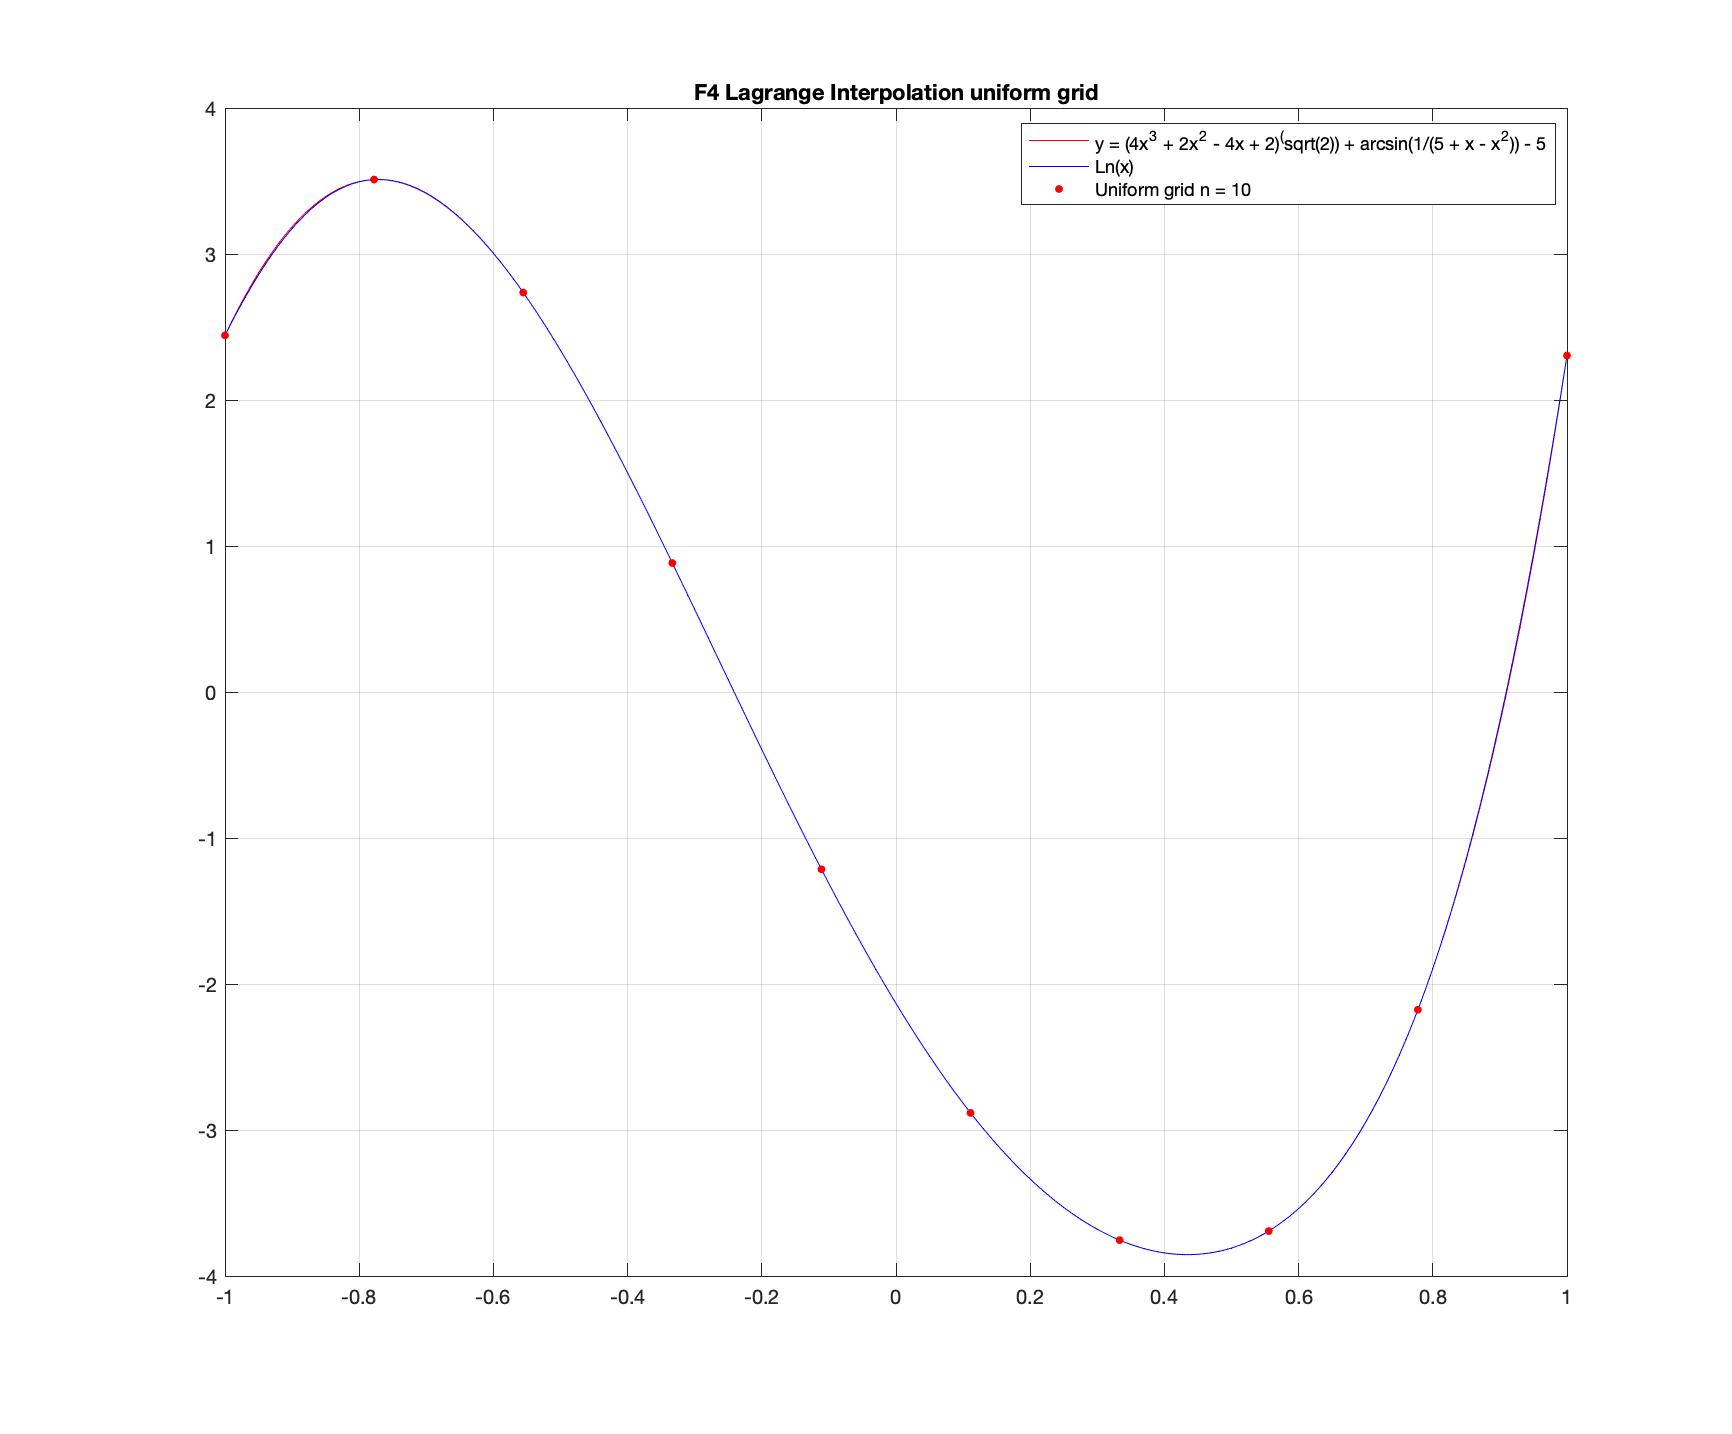 F4 Lagrange Interpolation uniform grid
y = (4x³ + 2x² - 4x + 2)⁽sqrt(2)) + arcsin(1/(5 + x - x²)) - 5
Ln(x)
Uniform grid n = 10
4
3
2
1
0
-1
-2
-3
-4
-1 -0.8 -0.6 -0.4 -0.2 0 0.2 0.4 0.6 0.8 1